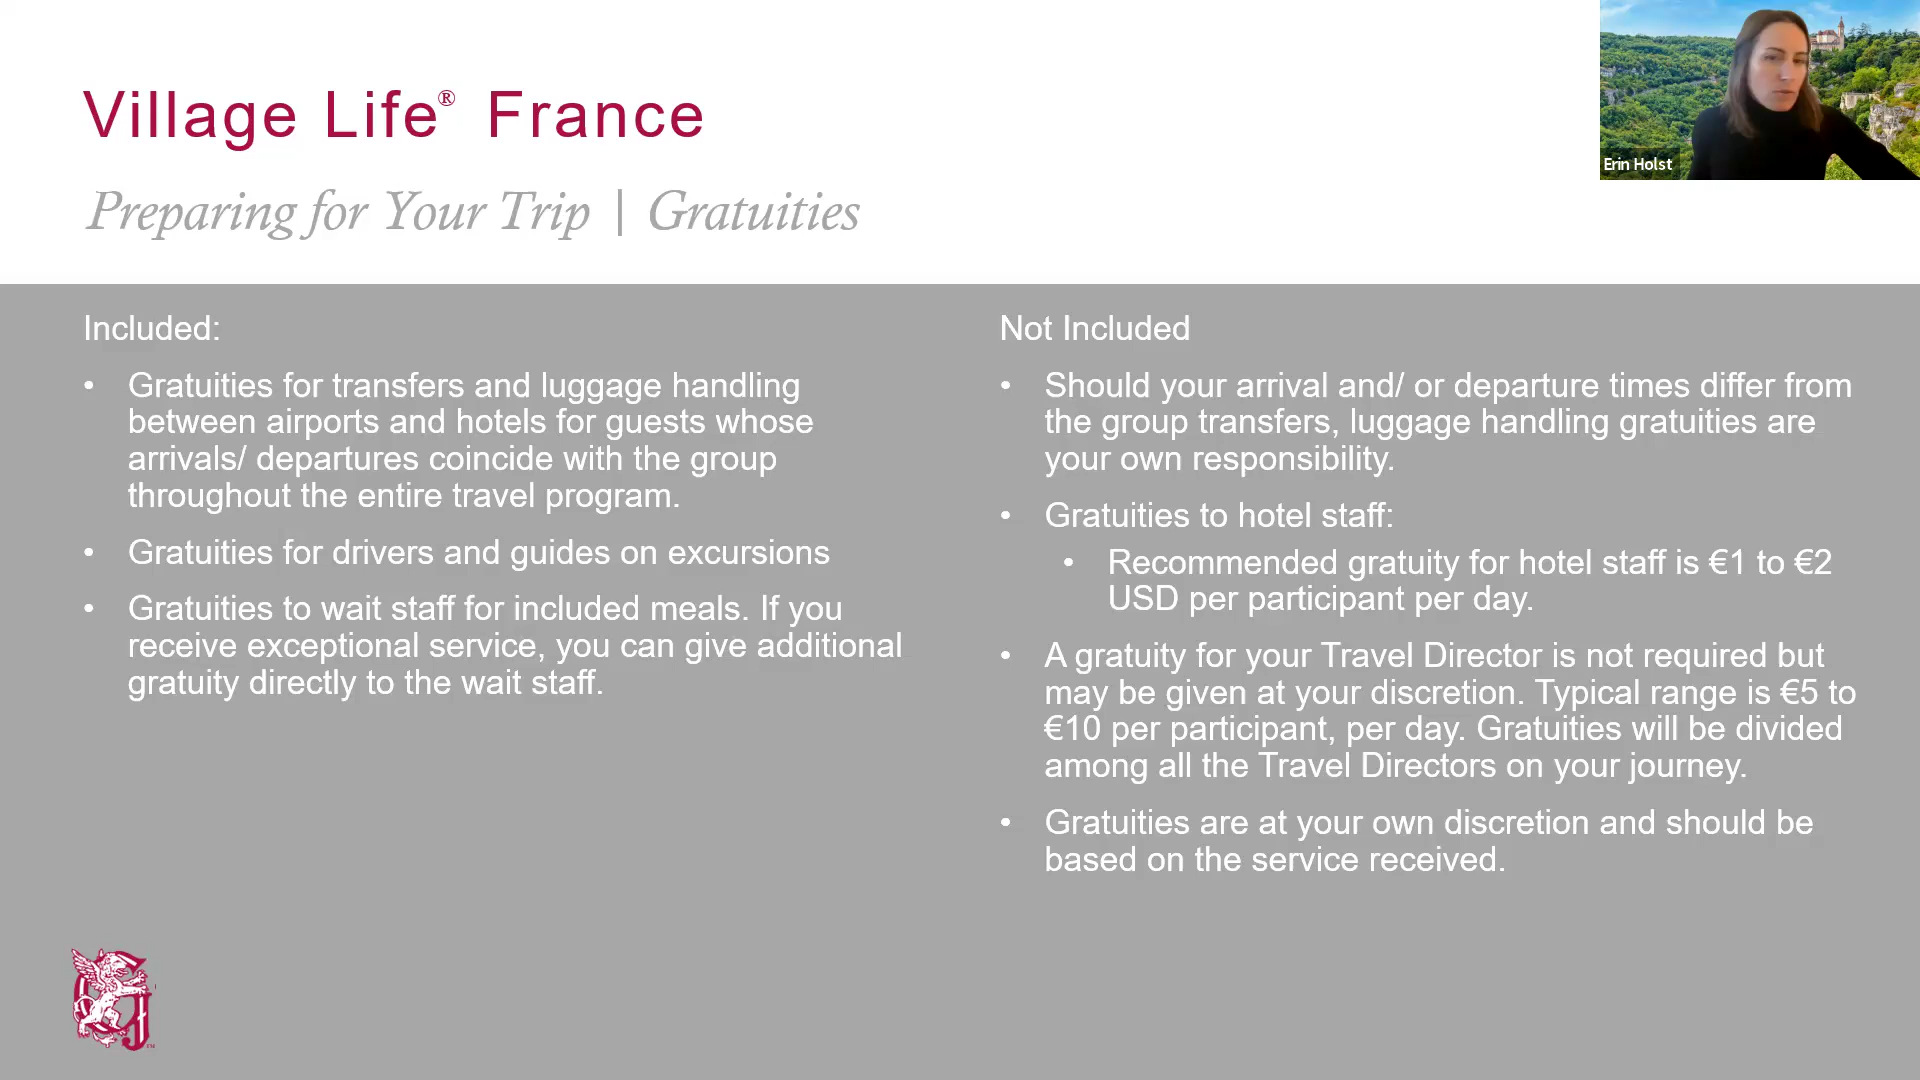 Village Life® France
Preparing for Your Trip | Gratuities
Erin Holst
Included:
• Gratuities for transfers and luggage handling
between airports and hotels for guests whose
arrivals/ departures coincide with the group
throughout the entire travel program.
• Gratuities for drivers and guides on excursions
• Gratuities to wait staff for included meals. If you
receive exceptional service, you can give additional
gratuity directly to the wait staff.
Not Included
• Should your arrival and/ or departure times differ from
the group transfers, luggage handling gratuities are
your own responsibility.
• Gratuities to hotel staff:
• Recommended gratuity for hotel staff is €1 to €2
USD per participant per day.
• A gratuity for your Travel Director is not required but
may be given at your discretion. Typical range is €5 to
€10 per participant, per day. Gratuities will be divided
among all the Travel Directors on your journey.
• Gratuities are at your own discretion and should be
based on the service received.